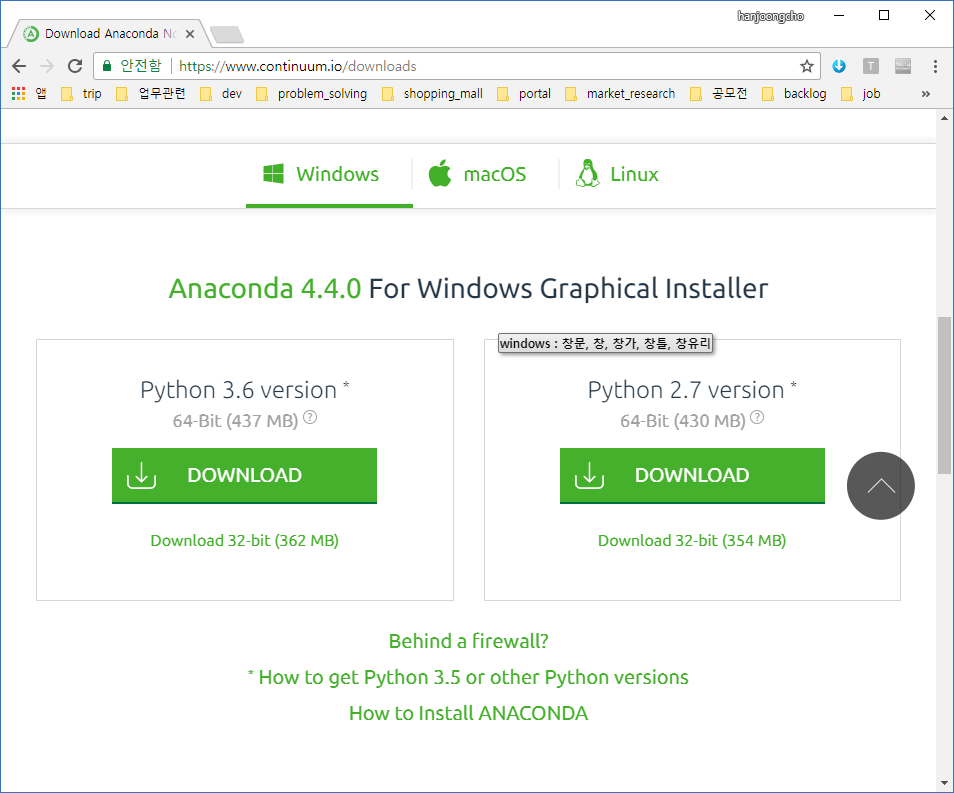 hanjoongcho
Download Anaconda No
안전함 https://www.continuum.io/downloads
앱 trip 업무관련 dev problem_solving shopping_mall portal market_research 공모전 backlog job »
Windows macOS Linux
Anaconda 4.4.0 For Windows Graphical Installer
windows : 창문, 창, 창가, 창틀, 창유리
Python 3.6 version *
64-Bit (437 MB) ?
DOWNLOAD
Download 32-bit (362 MB)
Python 2.7 version *
64-Bit (430 MB) ?
DOWNLOAD
Download 32-bit (354 MB)
Behind a firewall?
* How to get Python 3.5 or other Python versions
How to Install ANACONDA